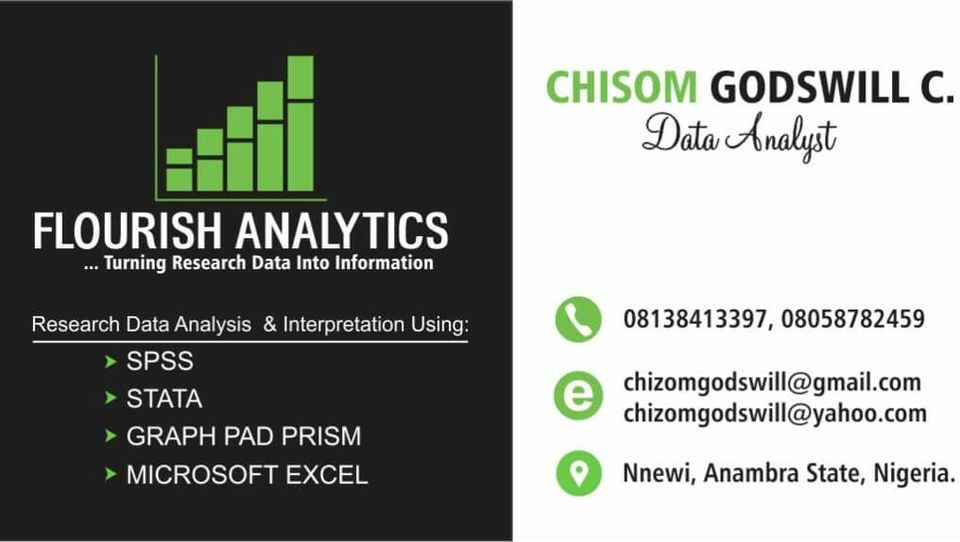 FLOURISH ANALYTICS
... Turning Research Data Into Information
Research Data Analysis & Interpretation Using:
SPSS
STATA
GRAPH PAD PRISM
MICROSOFT EXCEL
CHISOM GODSWILL C.
Data Analyst
08138413397, 08058782459
e
chizomgodswill@gmail.com
chizomgodswill@yahoo.com
Nnewi, Anambra State, Nigeria.